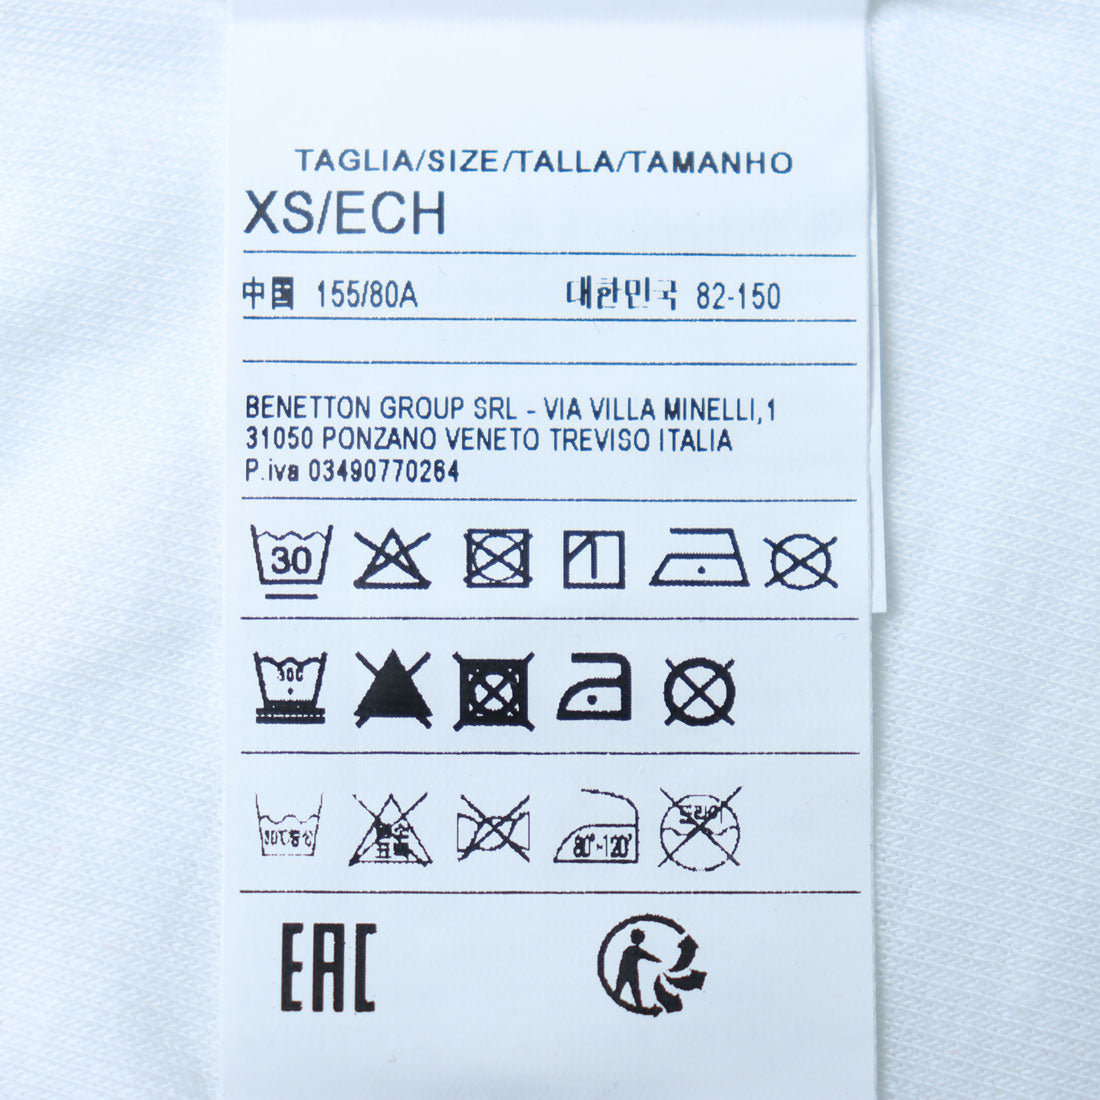 TAGLIA/SIZE/TALLA/TAMANHO
XS/ECH
中国 155/80A 대한민국 82-150
BENETTON GROUP SRL - VIA VILLA MINELLI,1
31050 PONZANO VENETO TREVISO ITALIA
P.iva 03490770264
30
30C
80°-120°
EAC